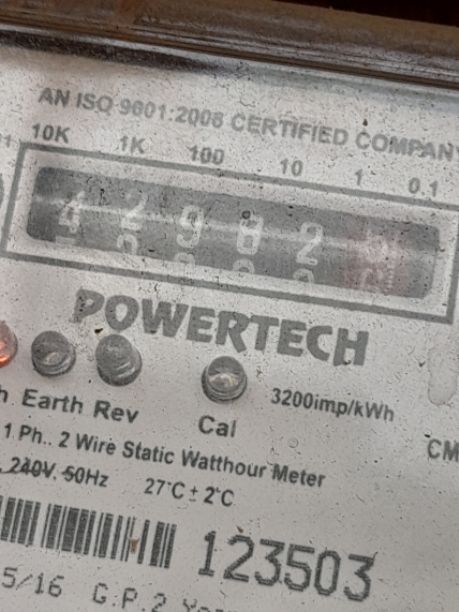 AN ISO 9001:2008 CERTIFIED COMPANY
10K 1K 100 10 1 0.1
4 2 9 8 2
POWERTECH
Earth Rev Cal 3200imp/kWh
1 Ph.. 2 Wire Static Watthour Meter
240V. 50Hz 27°C ± 2°C
CM
123503
5/16 G.P.2